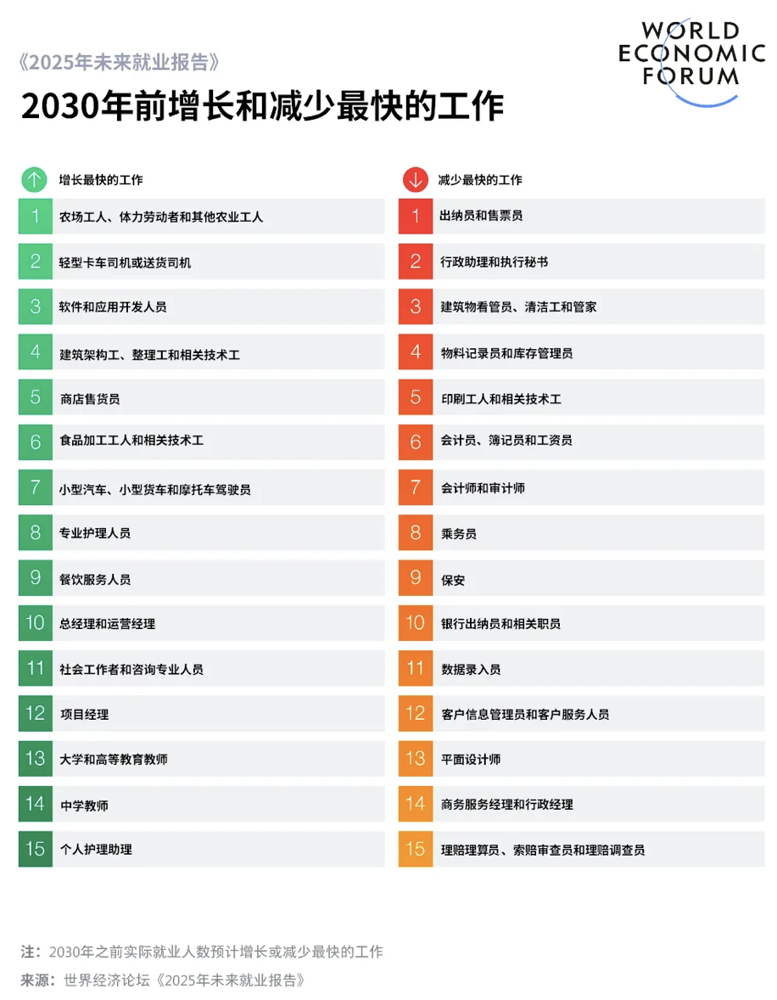 WORLD
ECONOMIC
FORUM
《2025年未来就业报告》
2030年前增长和减少最快的工作
增长最快的工作
1 农场工人、体力劳动者和其他农业工人
2 轻型卡车司机或送货司机
3 软件和应用开发人员
4 建筑架构工、整理工和相关技术工
5 商店售货员
6 食品加工工人和相关技术工
7 小型汽车、小型货车和摩托车驾驶员
8 专业护理人员
9 餐饮服务人员
10 总经理和运营经理
11 社会工作者和咨询专业人员
12 项目经理
13 大学和高等教育教师
14 中学教师
15 个人护理助理
减少最快的工作
1 出纳员和售票员
2 行政助理和执行秘书
3 建筑物看管员、清洁工和管家
4 物料记录员和库存管理员
5 印刷工人和相关技术工
6 会计员、簿记员和工资员
7 会计师和审计师
8 乘务员
9 保安
10 银行出纳员和相关职员
11 数据录入员
12 客户信息管理员和客户服务人员
13 平面设计师
14 商务服务经理和行政经理
15 理赔理算员、索赔审查员和理赔调查员
注：2030年之前实际就业人数预计增长或减少最快的工作
来源：世界经济论坛《2025年未来就业报告》